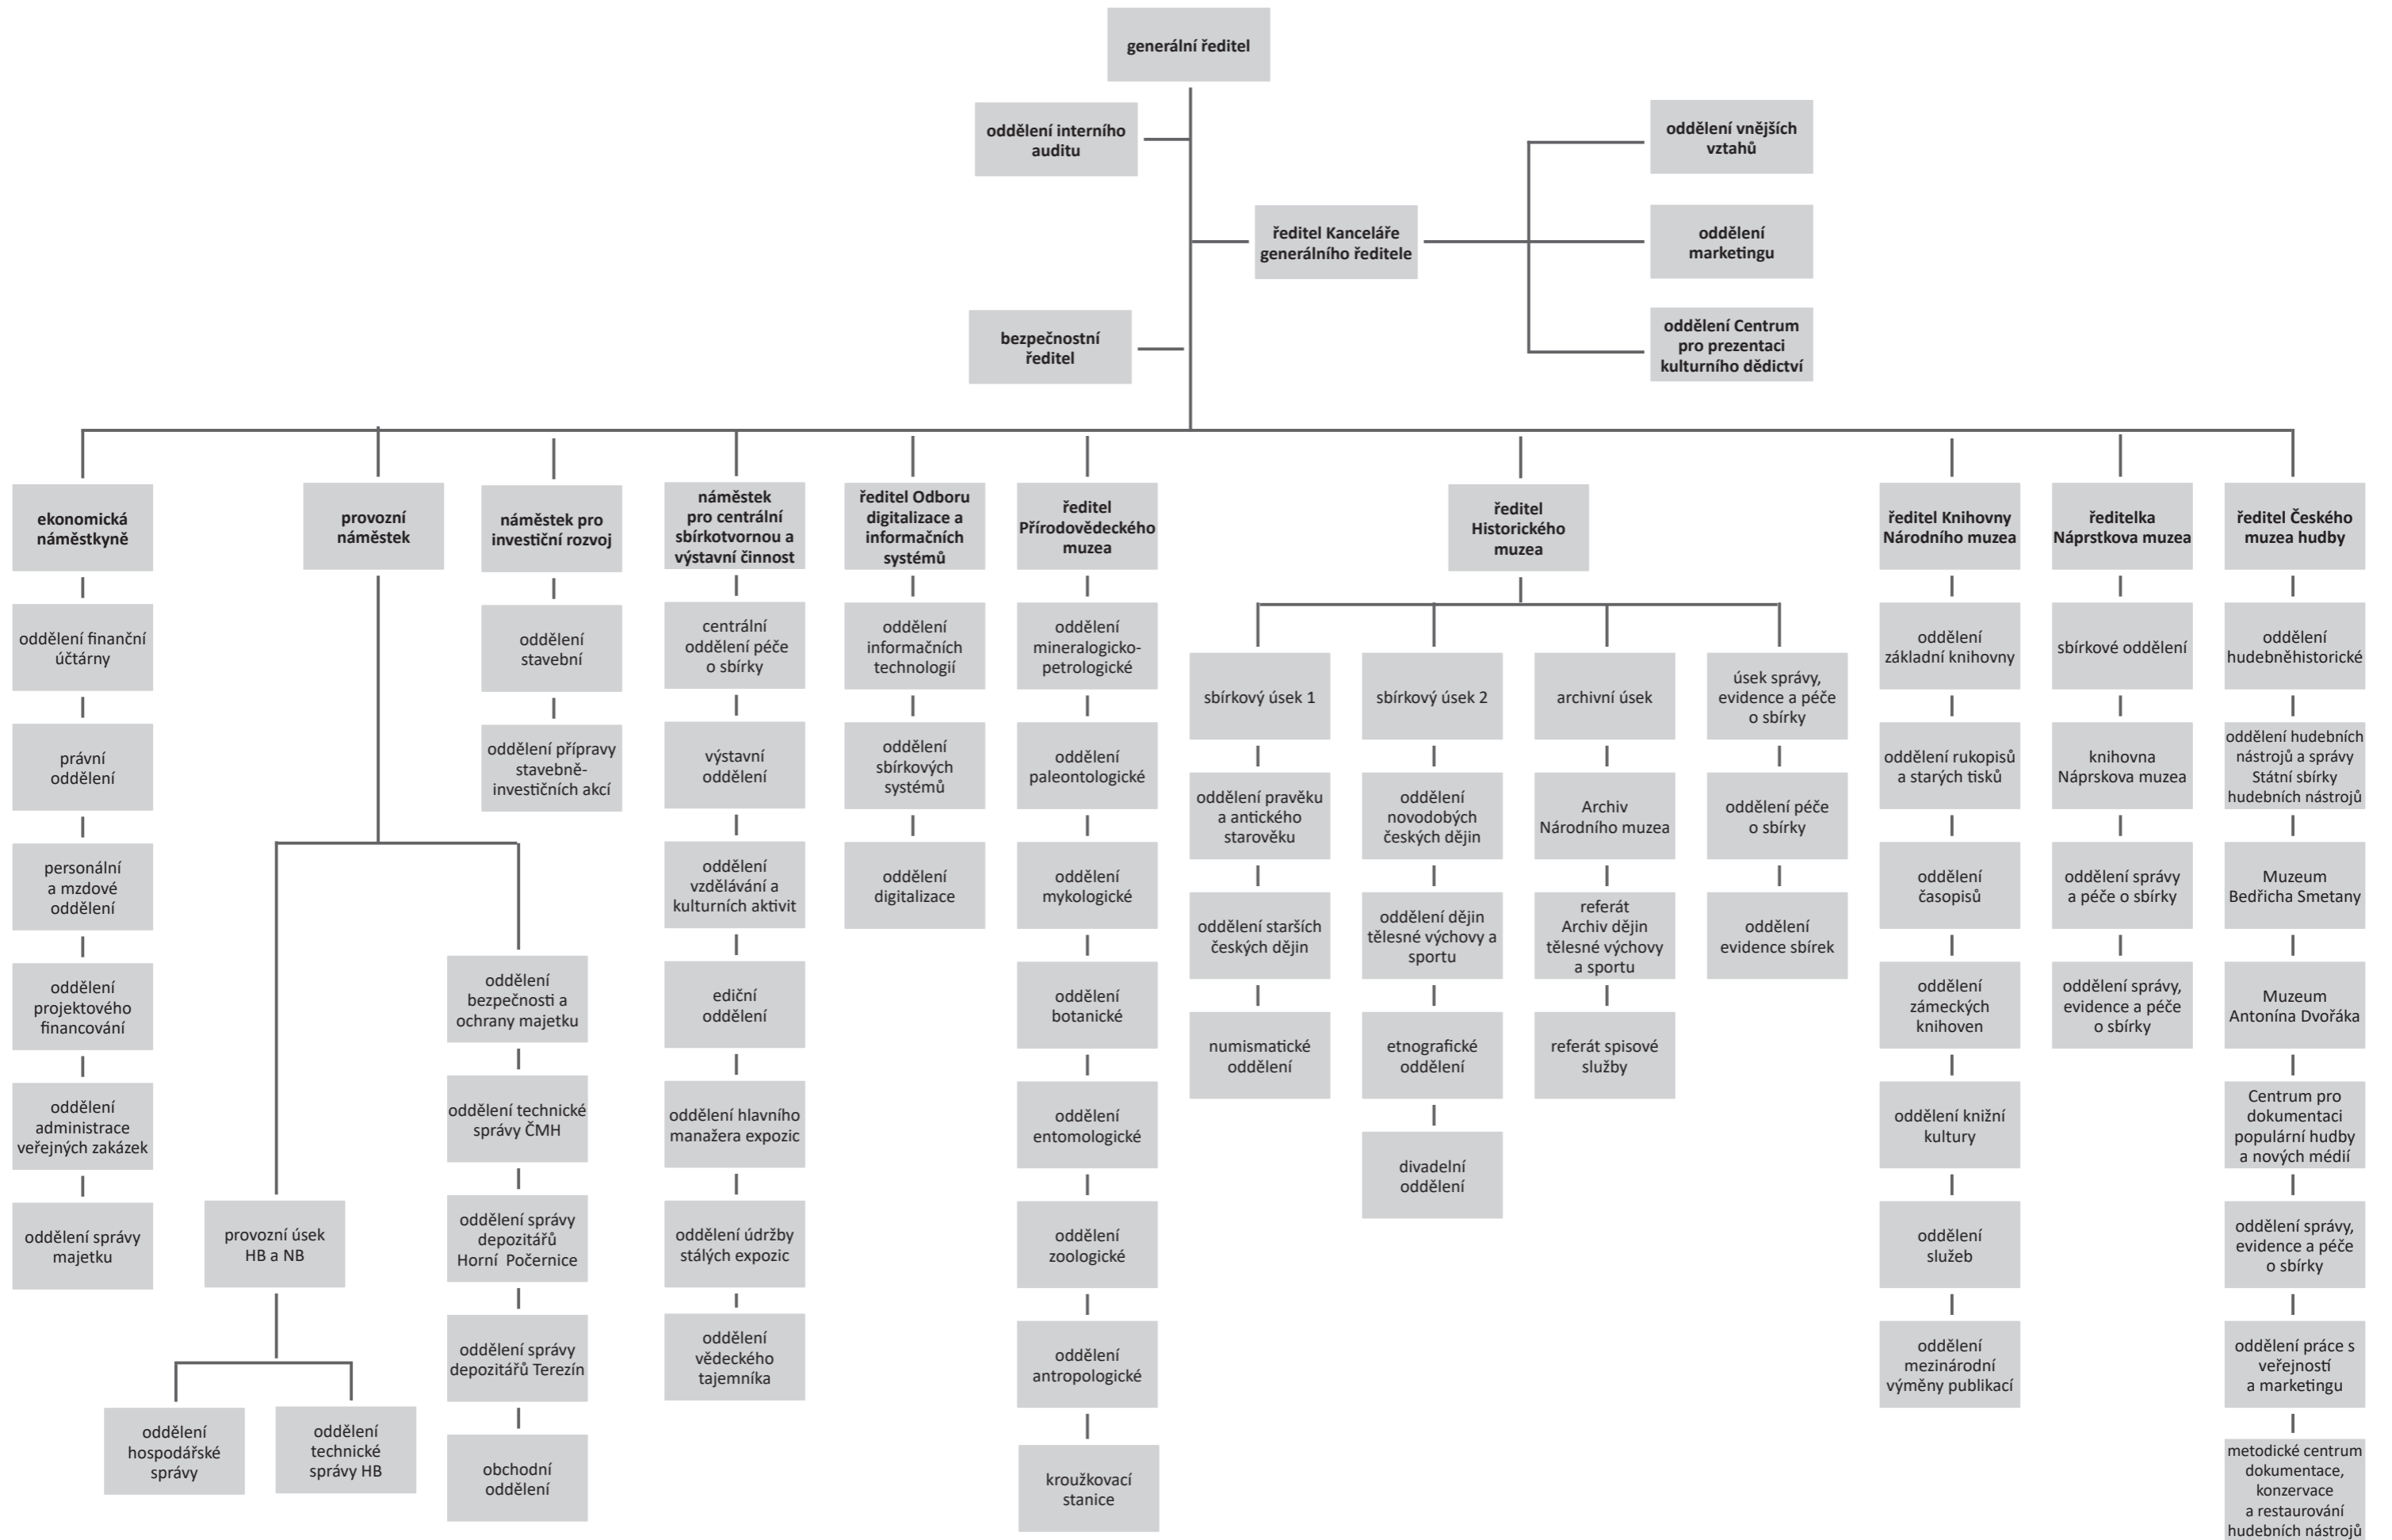 generální ředitel
oddělení interního
auditu
oddělení vnějších
vztahů
ředitel Kanceláře
generálního ředitele
oddělení
marketingu
bezpečnostní
ředitel
oddělení Centrum
pro prezentaci
kulturního dědictví
ekonomická
náměstkyně
oddělení finanční
účtárny
právní
oddělení
personální
a mzdové
oddělení
oddělení
projektového
financování
oddělení
administrace
veřejných zakázek
oddělení správy
majetku
provozní
náměstek
provozní úsek
HB a NB
oddělení
hospodářské
správy
oddělení
technické
správy HB
oddělení
bezpečnosti a
ochrany majetku
oddělení technické
správy ČMH
oddělení správy
depozitářů
Horní Počernice
oddělení správy
depozitářů Terezín
obchodní
oddělení
náměstek pro
investiční rozvoj
oddělení
stavební
oddělení přípravy
stavebně-
investičních akcí
náměstek
pro centrální
sbírkotvornou a
výstavní činnost
centrální
oddělení péče
o sbírky
výstavní
oddělení
oddělení
vzdělávání a
kulturních aktivit
ediční
oddělení
oddělení hlavního
manažera expozic
oddělení údržby
stálých expozic
oddělení
vědeckého
tajemníka
ředitel Odboru
digitalizace a
informačních
systémů
oddělení
informačních
technologií
oddělení
sbírkových
systémů
oddělení
digitalizace
ředitel
Přírodovědeckého
muzea
oddělení
mineralogicko-
petrologické
oddělení
paleontologické
oddělení
mykologické
oddělení
botanické
oddělení
entomologické
oddělení
zoologické
oddělení
antropologické
kroužkovací
stanice
ředitel
Historického
muzea
sbírkový úsek 1
oddělení pravěku
a antického
starověku
oddělení starších
českých dějin
numismatické
oddělení
sbírkový úsek 2
oddělení
novodobých
českých dějin
oddělení dějin
tělesné výchovy a
sportu
etnografické
oddělení
divadelní
oddělení
archivní úsek
Archiv
Národního muzea
referát
Archiv dějin
tělesné výchovy
a sportu
referát spisové
služby
úsek správy,
evidence a péče
o sbírky
oddělení péče
o sbírky
oddělení
evidence sbírek
ředitel Knihovny
Národního muzea
oddělení
základní knihovny
oddělení rukopisů
a starých tisků
oddělení
časopisů
oddělení
zámeckých
knihoven
oddělení knižní
kultury
oddělení
služeb
oddělení
mezinárodní
výměny publikací
ředitelka
Náprstkova muzea
sbírkové oddělení
knihovna
Náprskova muzea
oddělení správy
a péče o sbírky
oddělení správy,
evidence a péče
o sbírky
ředitel Českého
muzea hudby
oddělení
hudebněhistorické
oddělení hudebních
nástrojů a správy
Státní sbírky
hudebních nástrojů
Muzeum
Bedřicha Smetany
Muzeum
Antonína Dvořáka
Centrum pro
dokumentaci
populární hudby
a nových médií
oddělení správy,
evidence a péče
o sbírky
oddělení práce s
veřejností
a marketingu
metodické centrum
dokumentace,
konzervace
a restaurování
hudebních nástrojů